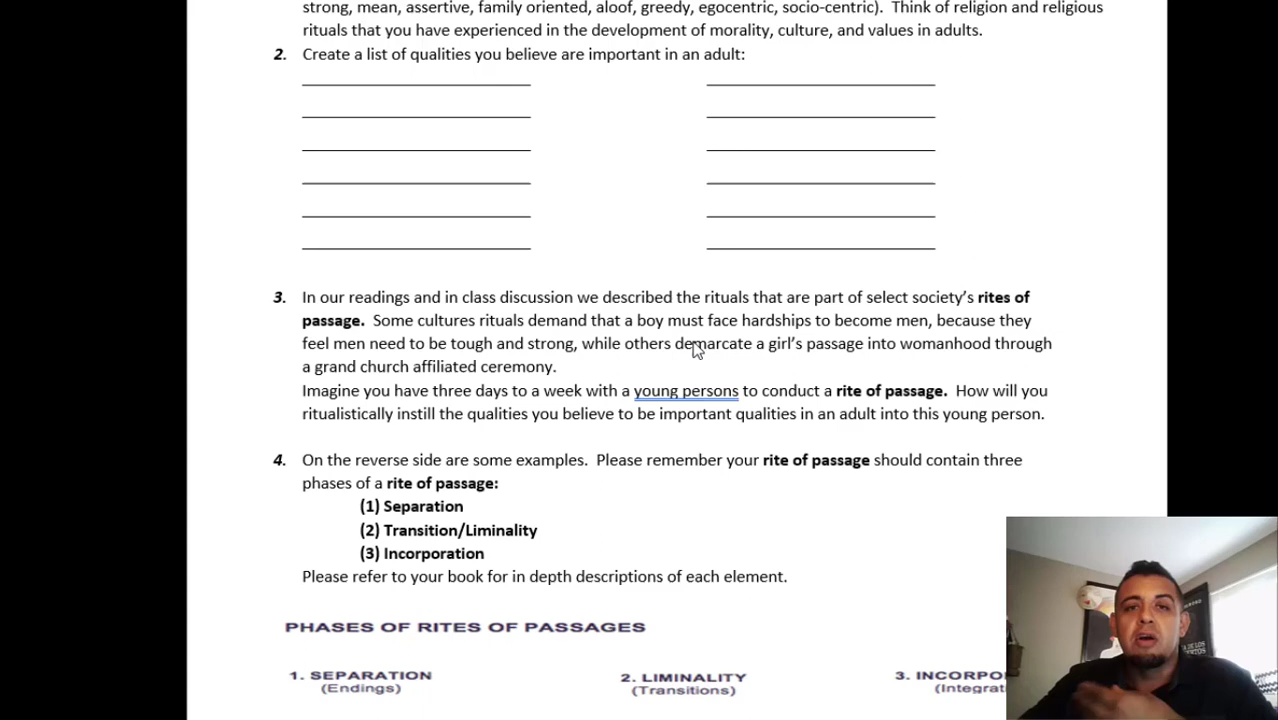 strong, mean, assertive, family oriented, aloof, greedy, egocentric, socio-centric).  Think of religion and religious
rituals that you have experienced in the development of morality, culture, and values in adults.
2. Create a list of qualities you believe are important in an adult:
3. In our readings and in class discussion we described the rituals that are part of select society's rites of
passage.  Some cultures rituals demand that a boy must face hardships to become men, because they
feel men need to be tough and strong, while others demarcate a girl's passage into womanhood through
a grand church affiliated ceremony.
Imagine you have three days to a week with a young persons to conduct a rite of passage.  How will you
ritualistically instill the qualities you believe to be important qualities in an adult into this young person.
4. On the reverse side are some examples.  Please remember your rite of passage should contain three
phases of a rite of passage:
(1) Separation
(2) Transition/Liminality
(3) Incorporation
Please refer to your book for in depth descriptions of each element.
PHASES OF RITES OF PASSAGES
1. SEPARATION
(Endings)
2. LIMINALITY
(Transitions)
3. INCORPO
(Integrati